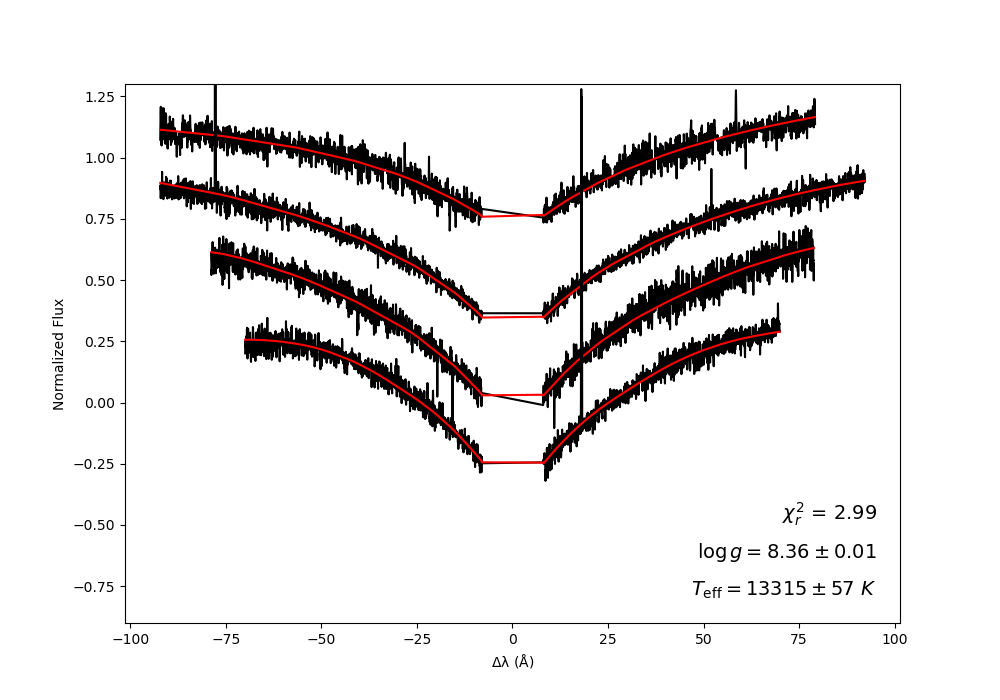 1.25
1.00
0.75
0.50
0.25
0.00
−0.25
−0.50
−0.75
Normalized Flux
χ²ᵣ = 2.99
log g = 8.36 ± 0.01
T_eff = 13315 ± 57 K
−100 −75 −50 −25 0 25 50 75 100
Δλ (Å)